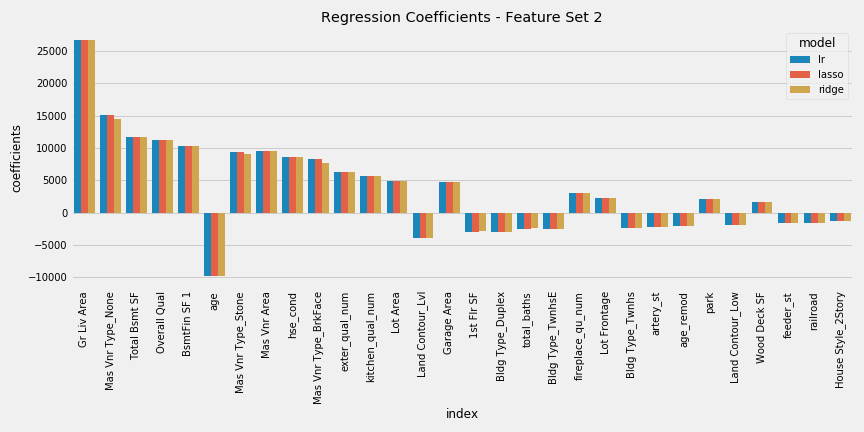 Regression Coefficients - Feature Set 2
model
lr
lasso
ridge
coefficients
25000
20000
15000
10000
5000
0
−5000
−10000
Gr Liv Area
Mas Vnr Type_None
Total Bsmt SF
Overall Qual
BsmtFin SF 1
age
Mas Vnr Type_Stone
Mas Vnr Area
hse_cond
Mas Vnr Type_BrkFace
exter_qual_num
kitchen_qual_num
Lot Area
Land Contour_Lvl
Garage Area
1st Flr SF
Bldg Type_Duplex
total_baths
Bldg Type_TwnhsE
fireplace_qu_num
Lot Frontage
Bldg Type_Twnhs
artery_st
age_remod
park
Land Contour_Low
Wood Deck SF
feeder_st
railroad
House Style_2Story
index